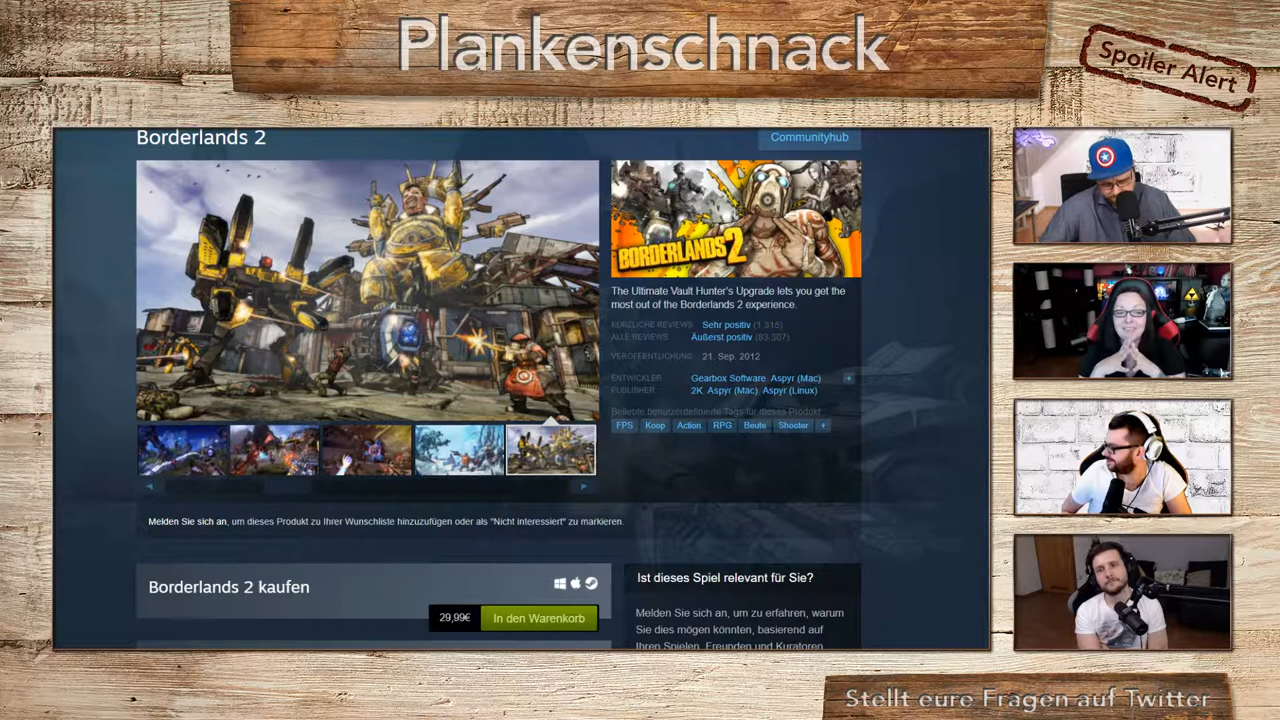 Plankenschnack
Spoiler Alert
Borderlands 2
Communityhub
BORDERLANDS 2
The Ultimate Vault Hunter's Upgrade lets you get the
most out of the Borderlands 2 experience.
KÜRZLICHE REVIEWS Sehr positiv (1 315)
ALLE REVIEWS Äußerst positiv (83,307)
VERÖFFENTLICHUNG 21. Sep. 2012
ENTWICKLER Gearbox Software, Aspyr (Mac) +
PUBLISHER: 2K, Aspyr (Mac), Aspyr (Linux)
Beliebte benutzerdefinierte Tags für dieses Produkt
FPS Koop Action RPG Beute Shooter +
Melden Sie sich an, um dieses Produkt zu Ihrer Wunschliste hinzuzufügen oder als "Nicht interessiert" zu markieren.
Borderlands 2 kaufen
29,99€ In den Warenkorb
Ist dieses Spiel relevant für Sie?
Melden Sie sich an, um zu erfahren, warum
Sie dies mögen könnten, basierend auf
Ihren Spielen, Freunden und Kuratoren
Stellt eure Fragen auf Twitter